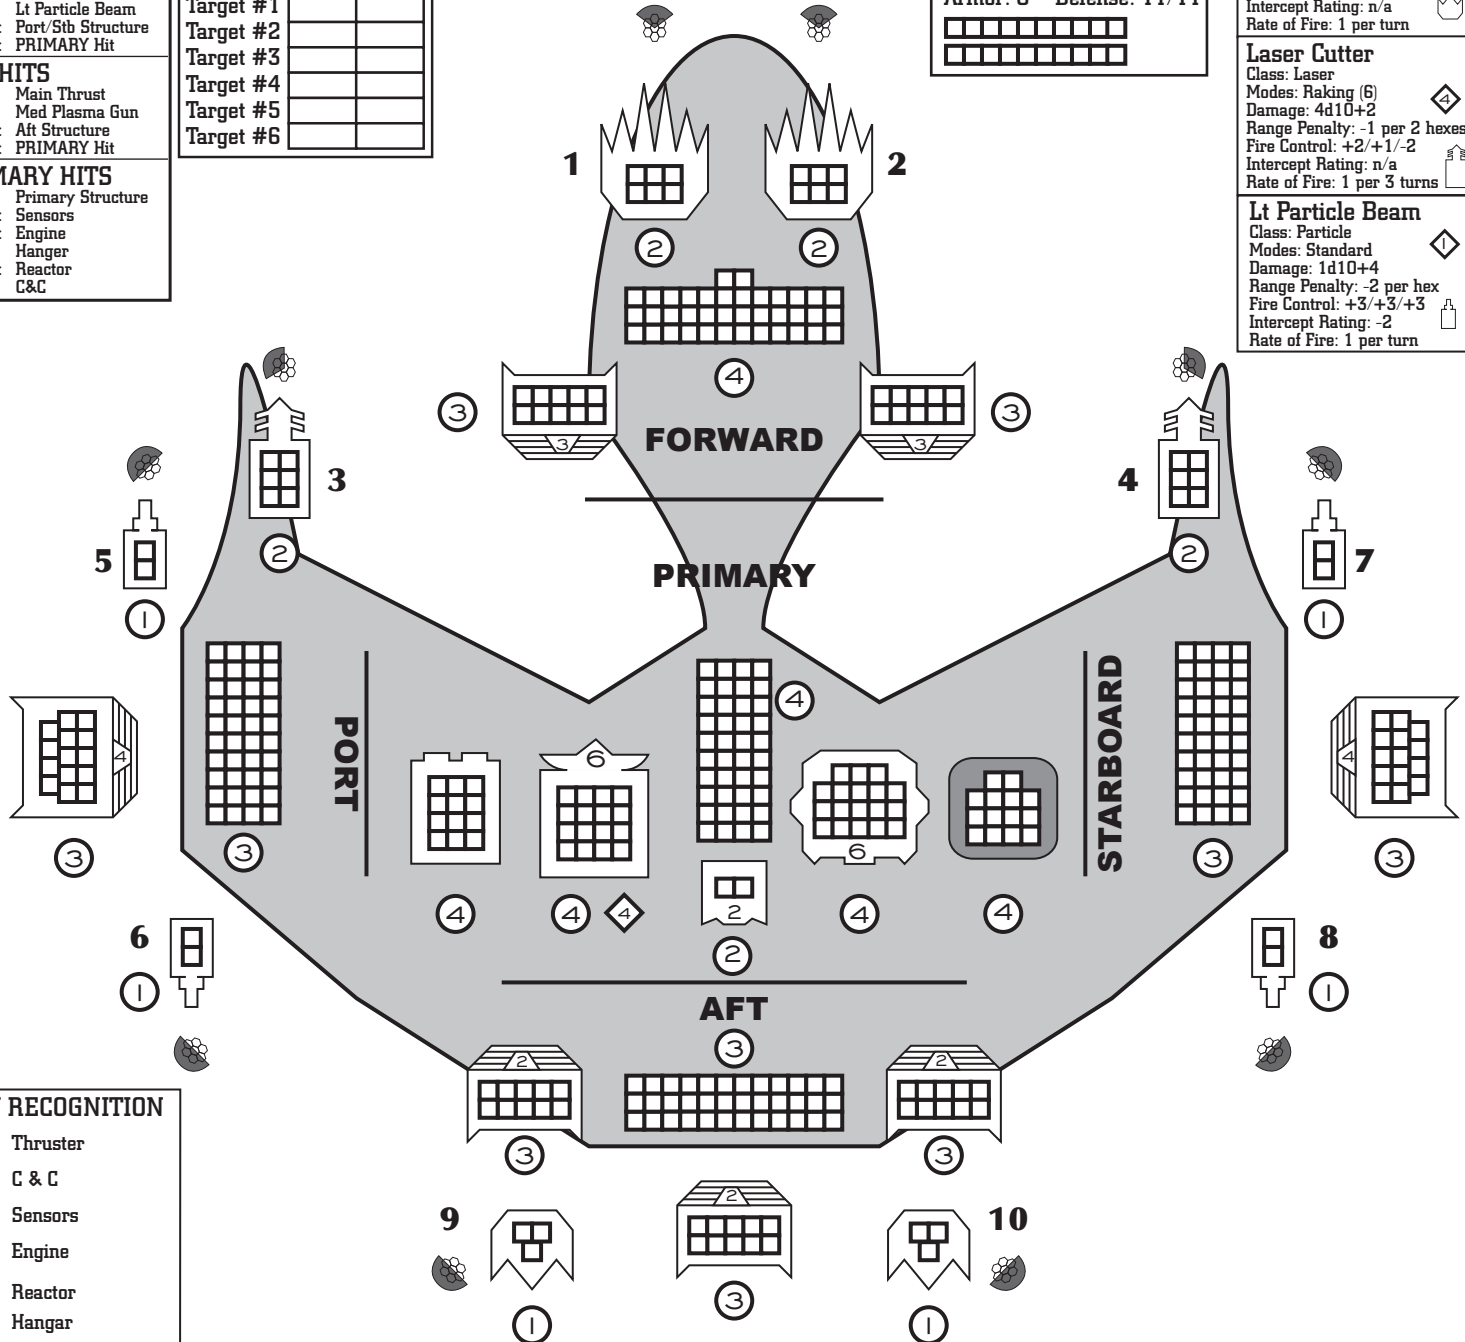 Lt Particle Beam
: Port/Stb Structure
: PRIMARY Hit
HITS
Main Thrust
Med Plasma Gun
: Aft Structure
: PRIMARY Hit
MARY HITS
Primary Structure
: Sensors
: Engine
Hanger
: Reactor
C&C
Target #1
Target #2
Target #3
Target #4
Target #5
Target #6
Intercept Rating: n/a
Rate of Fire: 1 per turn
Laser Cutter
Class: Laser
Modes: Raking (6)
4
Damage: 4d10+2
Range Penalty: -1 per 2 hexes
Fire Control: +2/+1/-2
Intercept Rating: n/a
Rate of Fire: 1 per 3 turns
Lt Particle Beam
Class: Particle
Modes: Standard
1
Damage: 1d10+4
Range Penalty: -2 per hex
Fire Control: +3/+3/+3
Intercept Rating: -2
Rate of Fire: 1 per turn
1
2
2
2
4
3
3
3
3
FORWARD
3
4
2
2
5
7
1
1
PRIMARY
PORT
STARBOARD
4
6
4
4
3
3
3
3
6
4
4
4
2
4
4
2
6
8
1
1
AFT
3
2
2
3
3
RECOGNITION
Thruster
C & C
Sensors
Engine
Reactor
Hangar
9
2
10
1
3
1